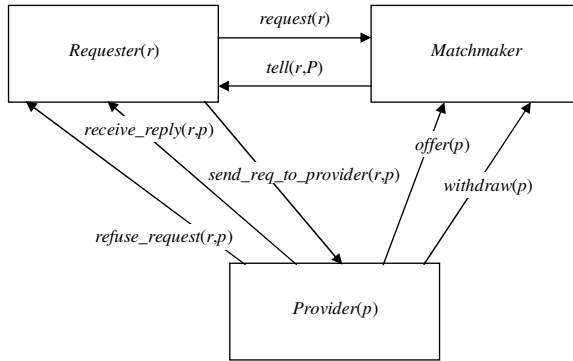 request(r)
Requester(r)
Matchmaker
tell(r,P)
receive_reply(r,p)
offer(p)
send_req_to_provider(r,p)
withdraw(p)
refuse_request(r,p)
Provider(p)